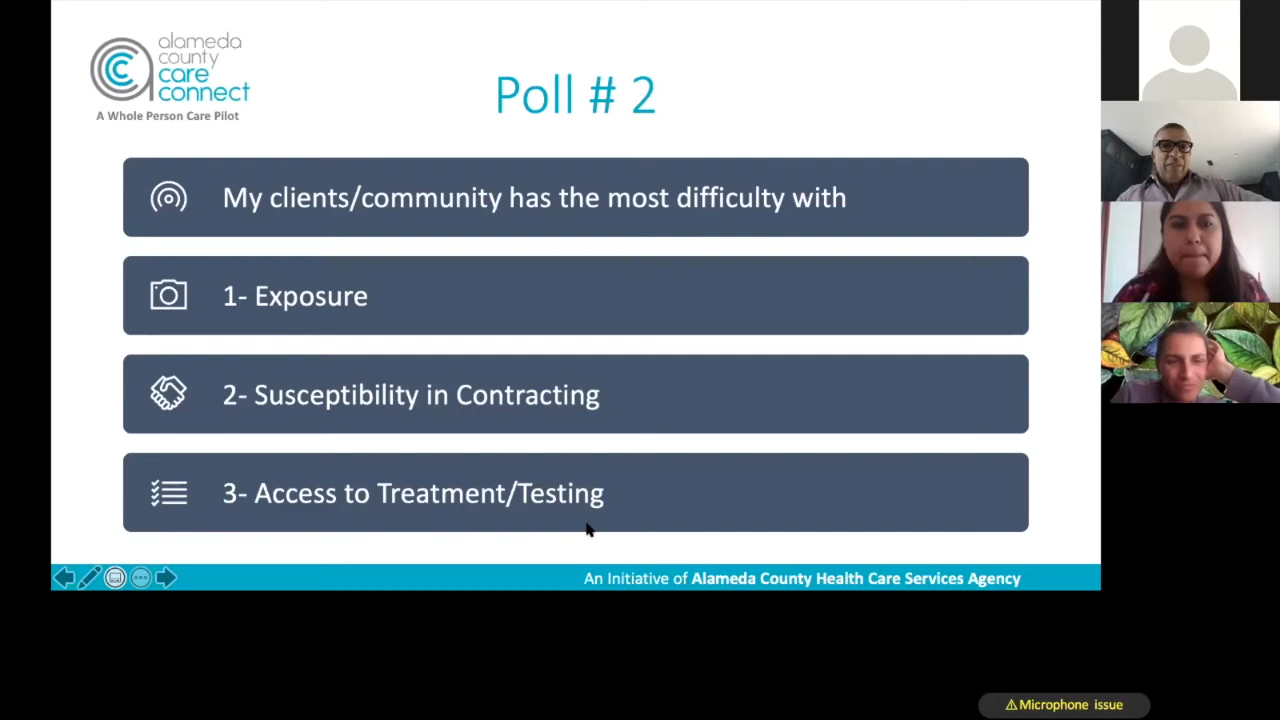 alameda
county
care
connect
A Whole Person Care Pilot
Poll # 2
My clients/community has the most difficulty with
1- Exposure
2- Susceptibility in Contracting
3- Access to Treatment/Testing
An Initiative of Alameda County Health Care Services Agency
Microphone issue